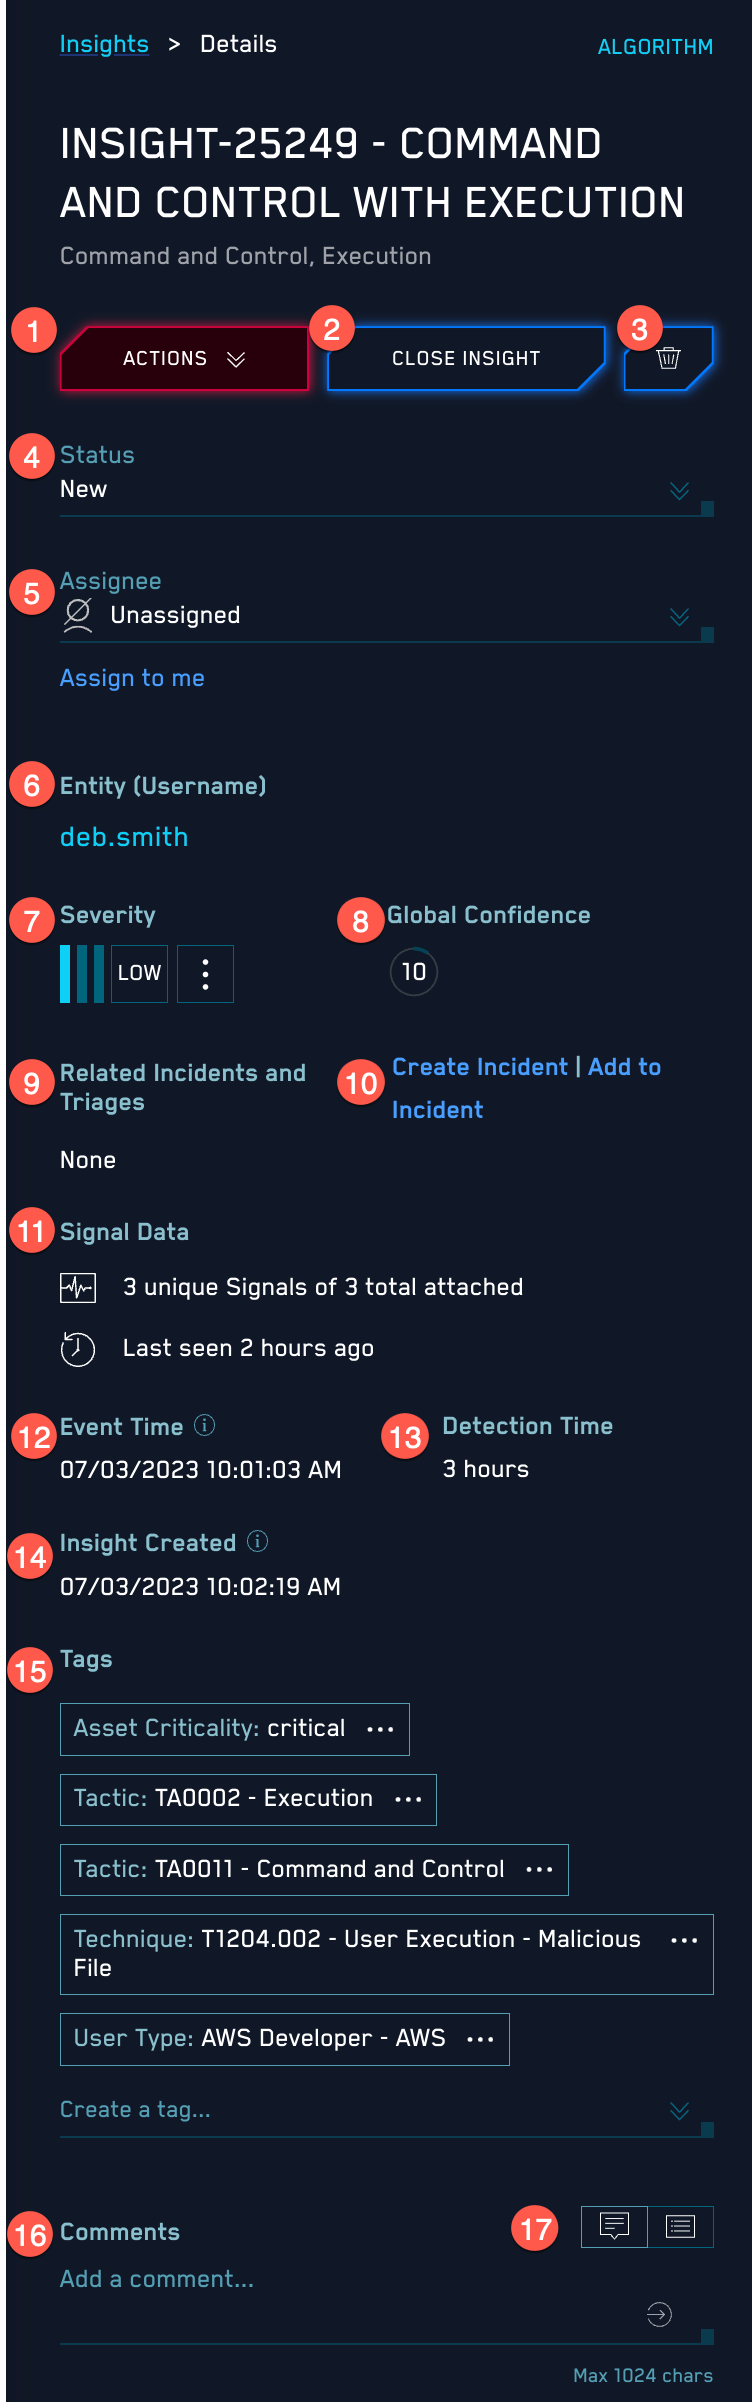 Insights > Details
ALGORITHM
INSIGHT-25249 - COMMAND
AND CONTROL WITH EXECUTION
Command and Control, Execution
1
ACTIONS
2
CLOSE INSIGHT
3
4
Status
New
5
Assignee
Unassigned
Assign to me
6
Entity (Username)
deb.smith
7
Severity
LOW
8
Global Confidence
10
9
Related Incidents and
Triages
None
10
Create Incident | Add to
Incident
11
Signal Data
3 unique Signals of 3 total attached
Last seen 2 hours ago
12
Event Time
07/03/2023 10:01:03 AM
13
Detection Time
3 hours
14
Insight Created
07/03/2023 10:02:19 AM
15
Tags
Asset Criticality: critical
Tactic: TA0002 - Execution
Tactic: TA0011 - Command and Control
Technique: T1204.002 - User Execution - Malicious
File
User Type: AWS Developer - AWS
Create a tag...
16
Comments
17
Add a comment...
Max 1024 chars